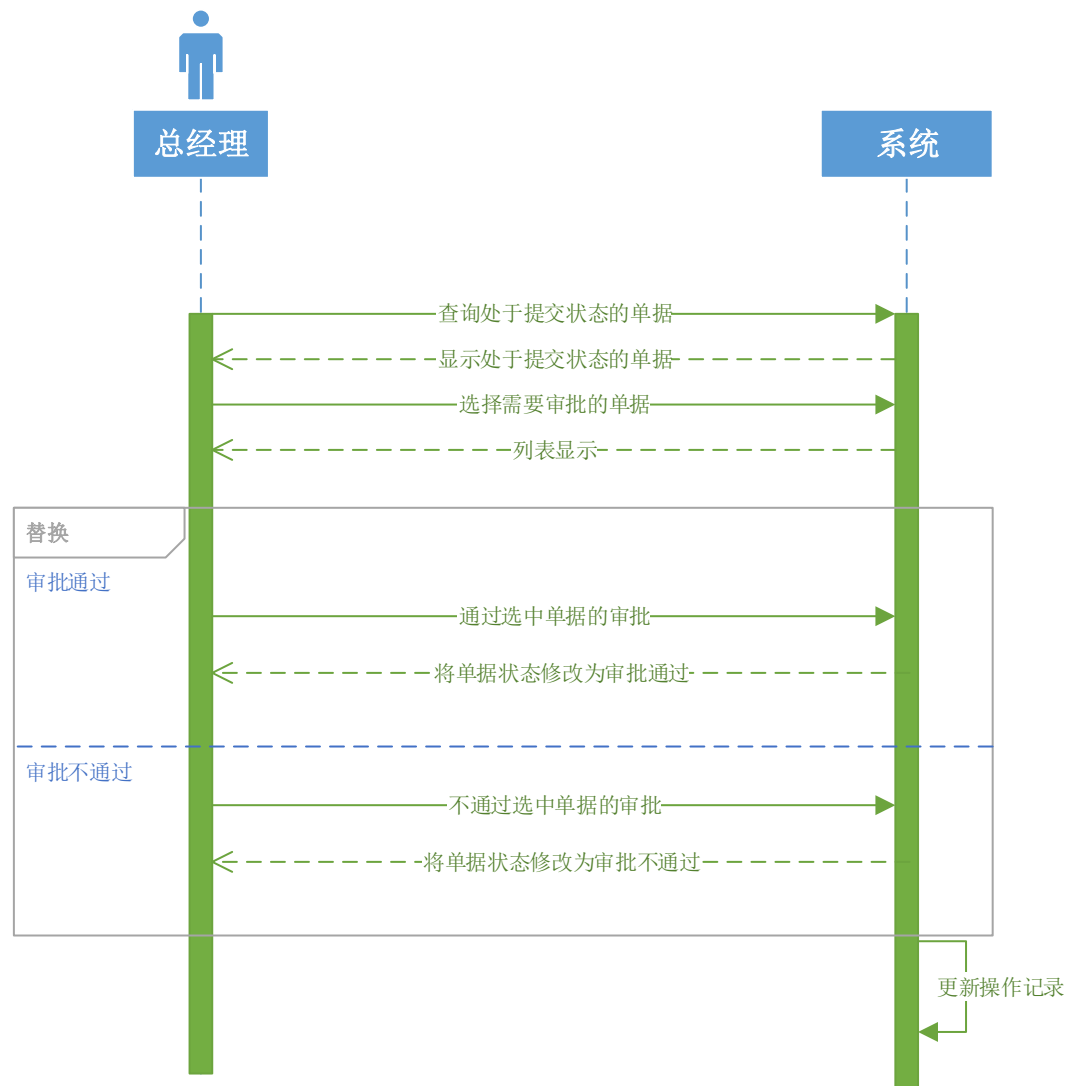 总经理
系统
查询处于提交状态的单据
显示处于提交状态的单据
选择需要审批的单据
列表显示
替换
审批通过
通过选中单据的审批
将单据状态修改为审批通过
审批不通过
不通过选中单据的审批
将单据状态修改为审批不通过
更新操作记录